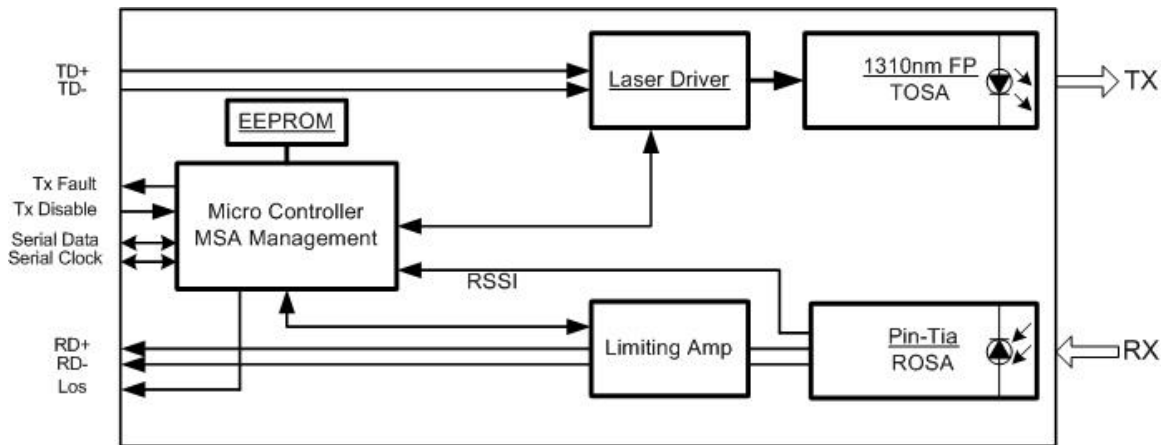 TD+
TD-
Laser Driver
1310nm FP
TOSA
TX
EEPROM
Tx Fault
Tx Disable
Serial Data
Serial Clock
Micro Controller
MSA Management
RSSI
RD+
RD-
Los
Limiting Amp
Pin-Tia
ROSA
RX